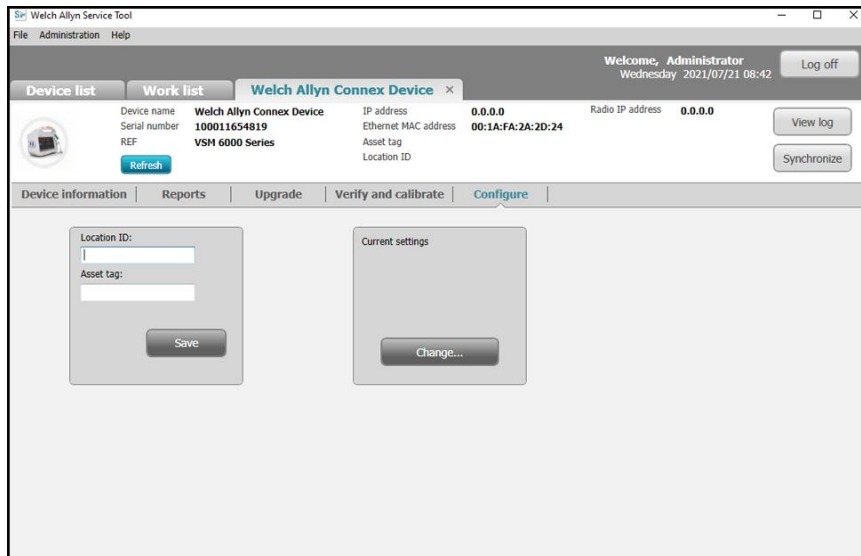 Welch Allyn Service Tool
File Administration Help
Welcome, Administrator
Wednesday 2021/07/21 08:42
Log off
Device list Work list Welch Allyn Connex Device ×
Device name Welch Allyn Connex Device IP address 0.0.0.0 Radio IP address 0.0.0.0
Serial number 100011654819 Ethernet MAC address 00:1A:FA:2A:2D:24
REF VSM 6000 Series Asset tag
Location ID
Refresh
View log
Synchronize
Device information Reports Upgrade Verify and calibrate Configure
Location ID:
Asset tag:
Save
Current settings
Change...